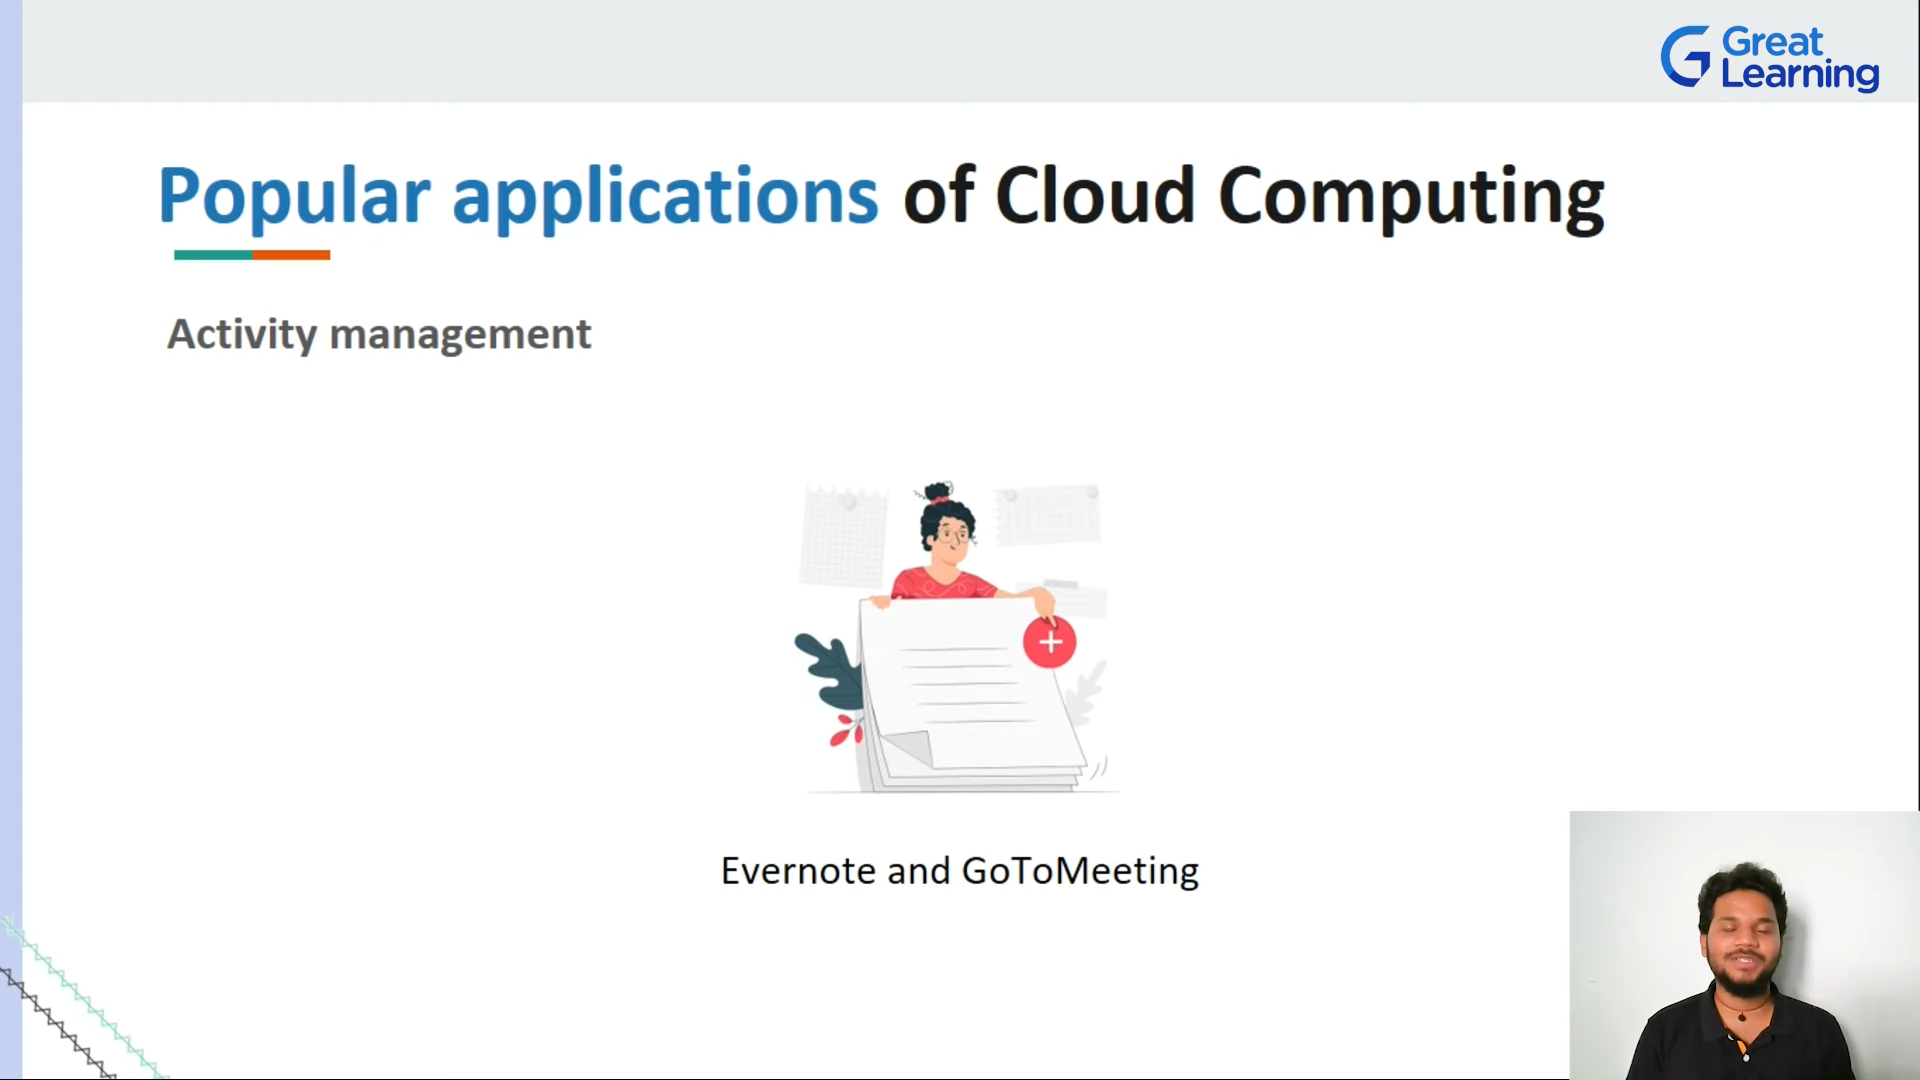 Great
Learning
Popular applications of Cloud Computing
Activity management
Evernote and GoToMeeting